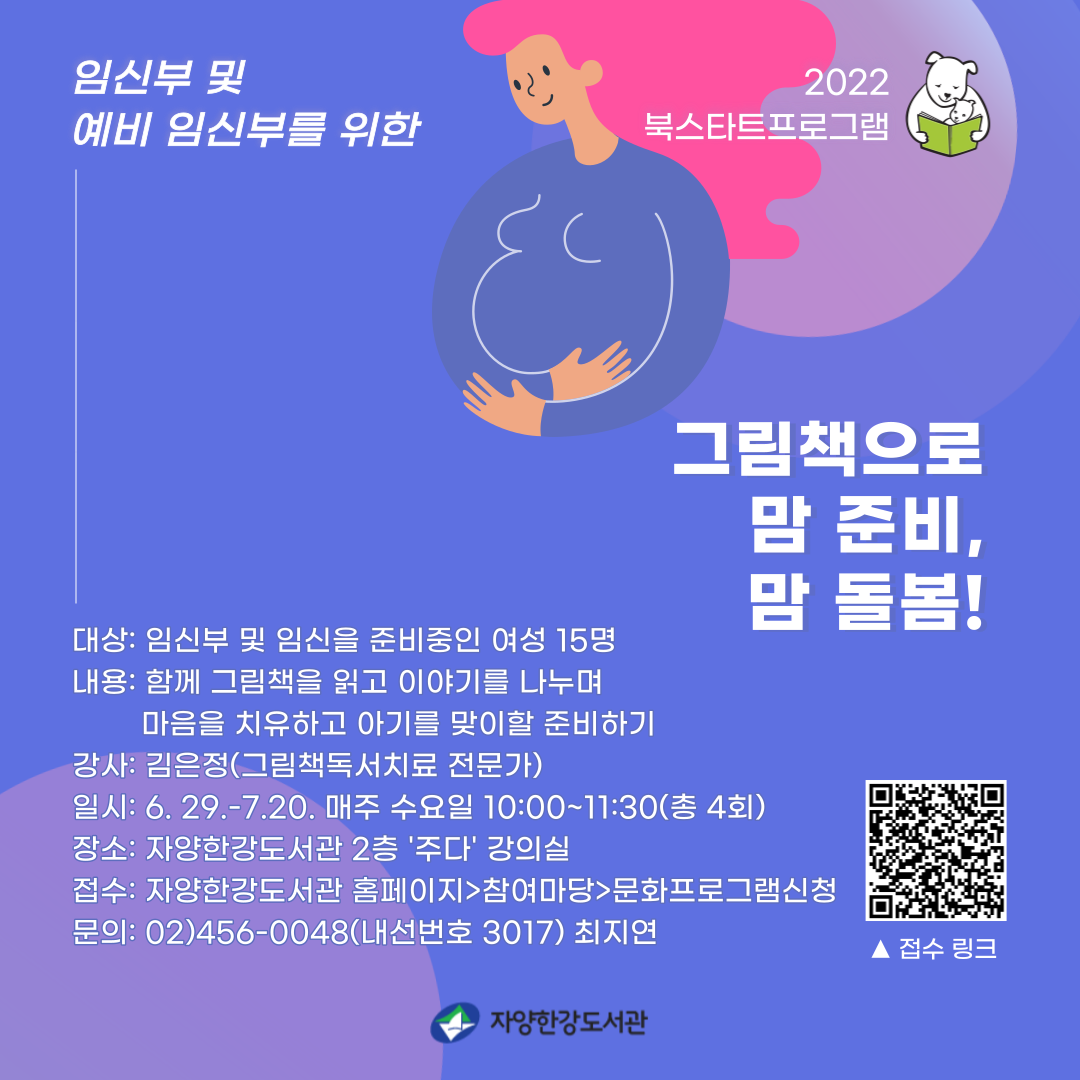 임신부 및
예비 임신부를 위한
2022
북스타트프로그램
그림책으로
맘 준비,
맘 돌봄!
대상: 임신부 및 임신을 준비중인 여성 15명
내용: 함께 그림책을 읽고 이야기를 나누며
마음을 치유하고 아기를 맞이할 준비하기
강사: 김은정(그림책독서치료 전문가)
일시: 6. 29.-7.20. 매주 수요일 10:00~11:30(총 4회)
장소: 자양한강도서관 2층 '주다' 강의실
접수: 자양한강도서관 홈페이지>참여마당>문화프로그램신청
문의: 02)456-0048(내선번호 3017) 최지연
▲ 접수 링크
자양한강도서관